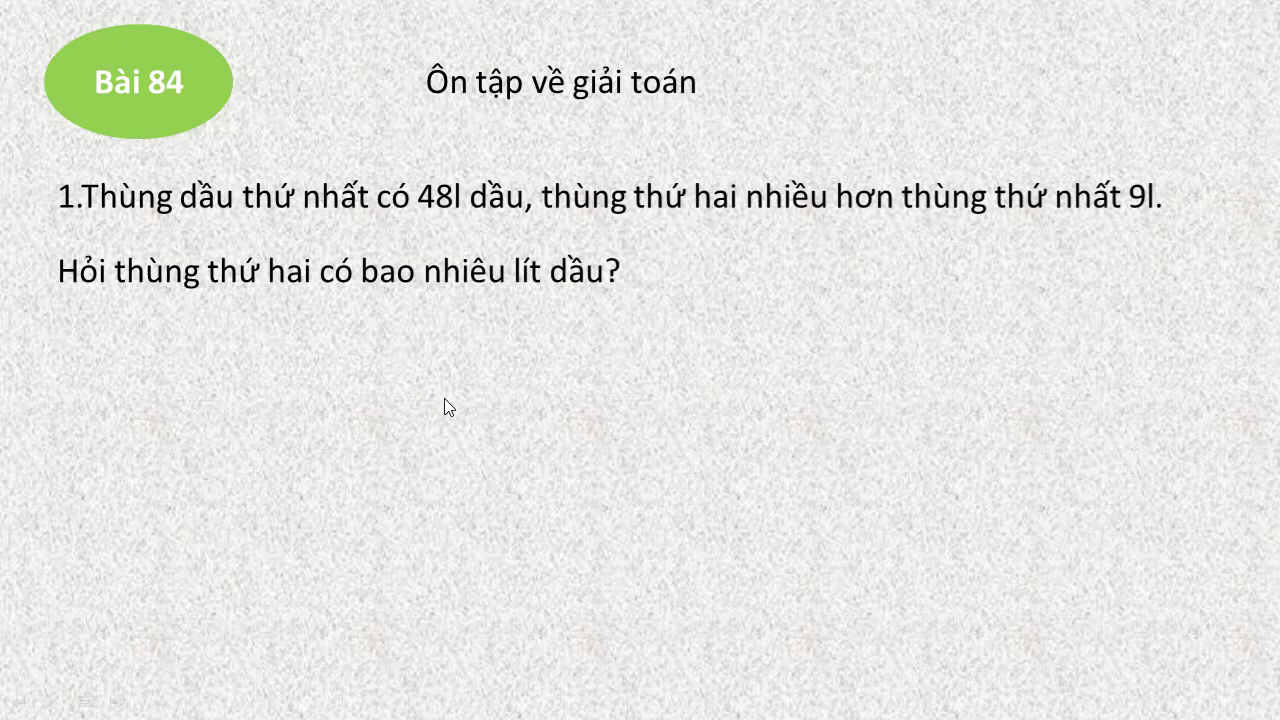 Bài 84
Ôn tập về giải toán
1.Thùng dầu thứ nhất có 48l dầu, thùng thứ hai nhiều hơn thùng thứ nhất 9l.
Hỏi thùng thứ hai có bao nhiêu lít dầu?